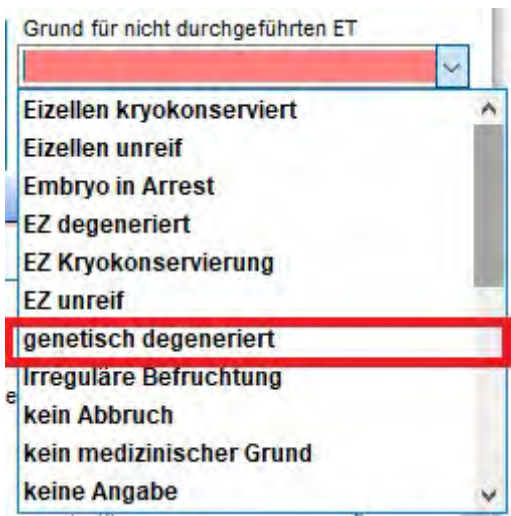 Grund für nicht durchgeführten ET
Eizellen kryokonserviert
Eizellen unreif
Embryo in Arrest
EZ degeneriert
EZ Kryokonservierung
EZ unreif
genetisch degeneriert
Irreguläre Befruchtung
kein Abbruch
kein medizinischer Grund
keine Angabe